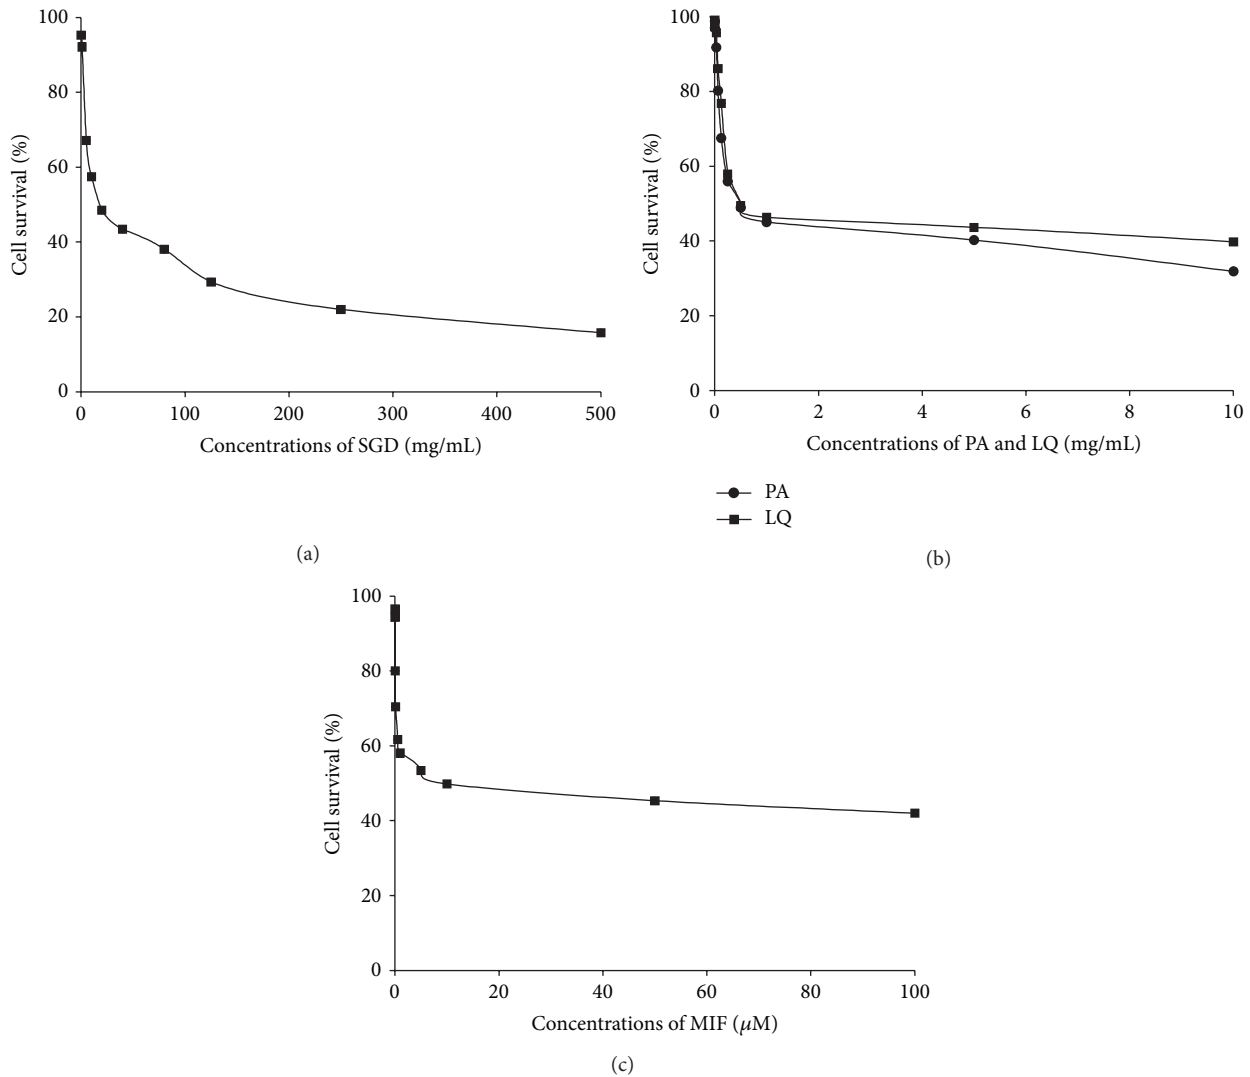 100
80
60
40
20
0
Cell survival (%)
0 100 200 300 400 500
Concentrations of SGD (mg/mL)
(a)
100
80
60
40
20
0
Cell survival (%)
0 2 4 6 8 10
Concentrations of PA and LQ (mg/mL)
PA
LQ
(b)
100
80
60
40
20
0
Cell survival (%)
0 20 40 60 80 100
Concentrations of MIF (μM)
(c)